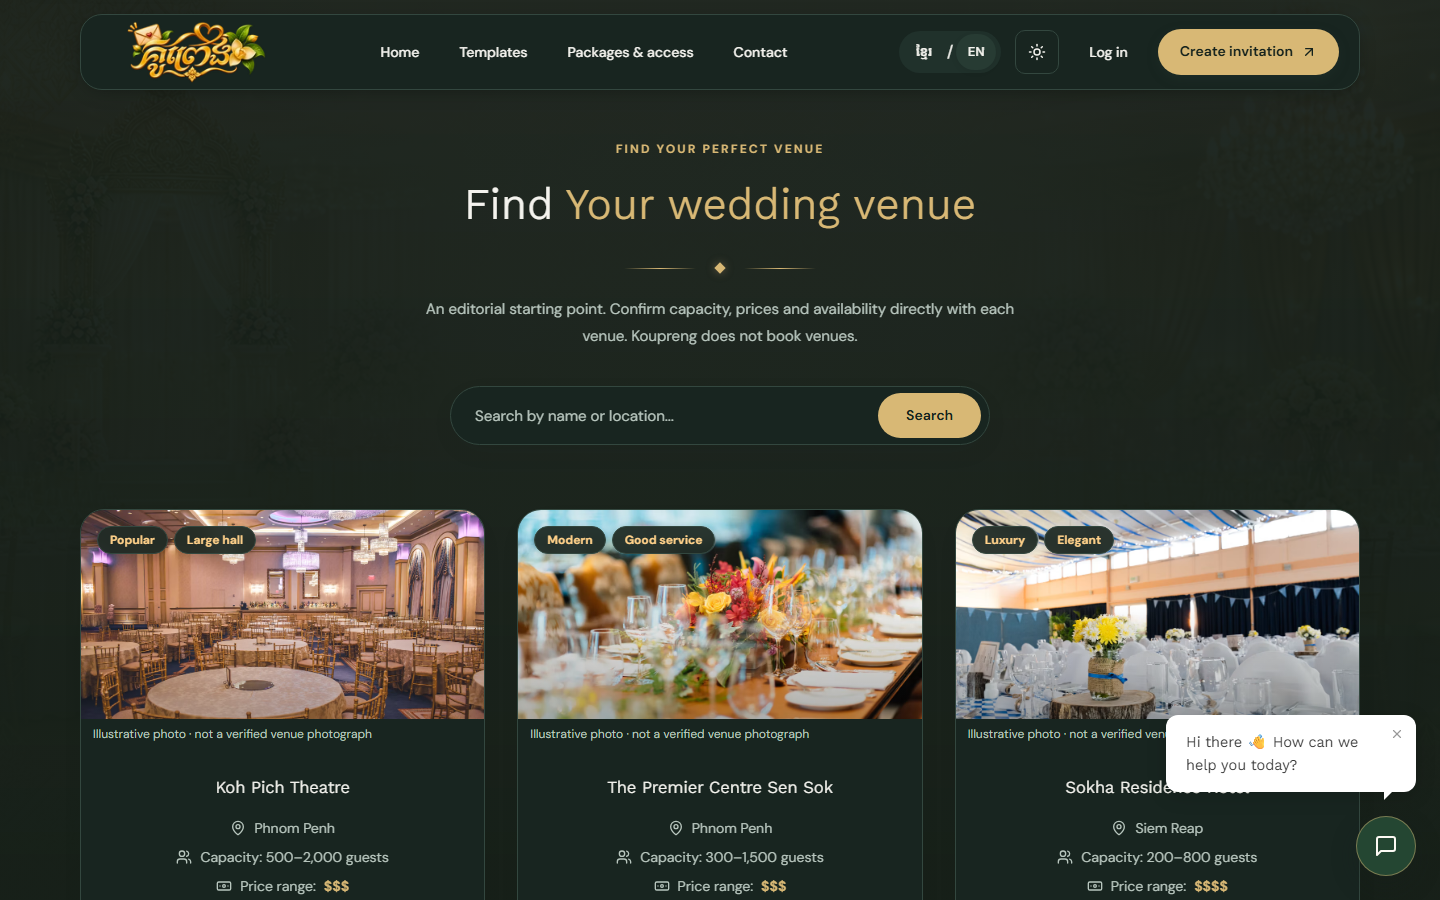 គូព្រេង
Home
Templates
Packages & access
Contact
ខ្មែរ / EN
Log in
Create invitation
FIND YOUR PERFECT VENUE
Find Your wedding venue
An editorial starting point. Confirm capacity, prices and availability directly with each
venue. Koupreng does not book venues.
Search by name or location...
Search
Popular
Large hall
Modern
Good service
Luxury
Elegant
Illustrative photo · not a verified venue photograph
Illustrative photo · not a verified venue photograph
Illustrative photo · not a verified
Hi there 👋 How can we
help you today?
Koh Pich Theatre
The Premier Centre Sen Sok
Sokha Residence Hotel
Phnom Penh
Phnom Penh
Siem Reap
Capacity: 500–2,000 guests
Capacity: 300–1,500 guests
Capacity: 200–800 guests
Price range: $$$
Price range: $$$
Price range: $$$$